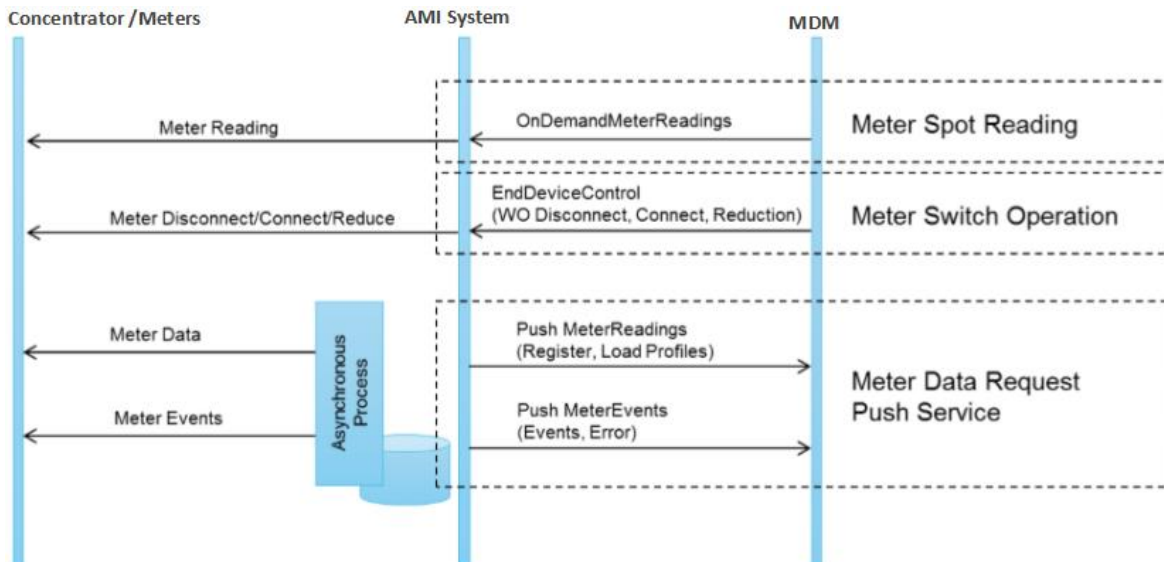 Concentrator/Meters
AMI System
MDM
Meter Reading
OnDemandMeterReadings
Meter Spot Reading
Meter Disconnect/Connect/Reduce
EndDeviceControl
(WO Disconnect, Connect, Reduction)
Meter Switch Operation
Meter Data
Meter Events
Asynchronous
Process
Push MeterReadings
(Register, Load Profiles)
Push MeterEvents
(Events, Error)
Meter Data Request
Push Service